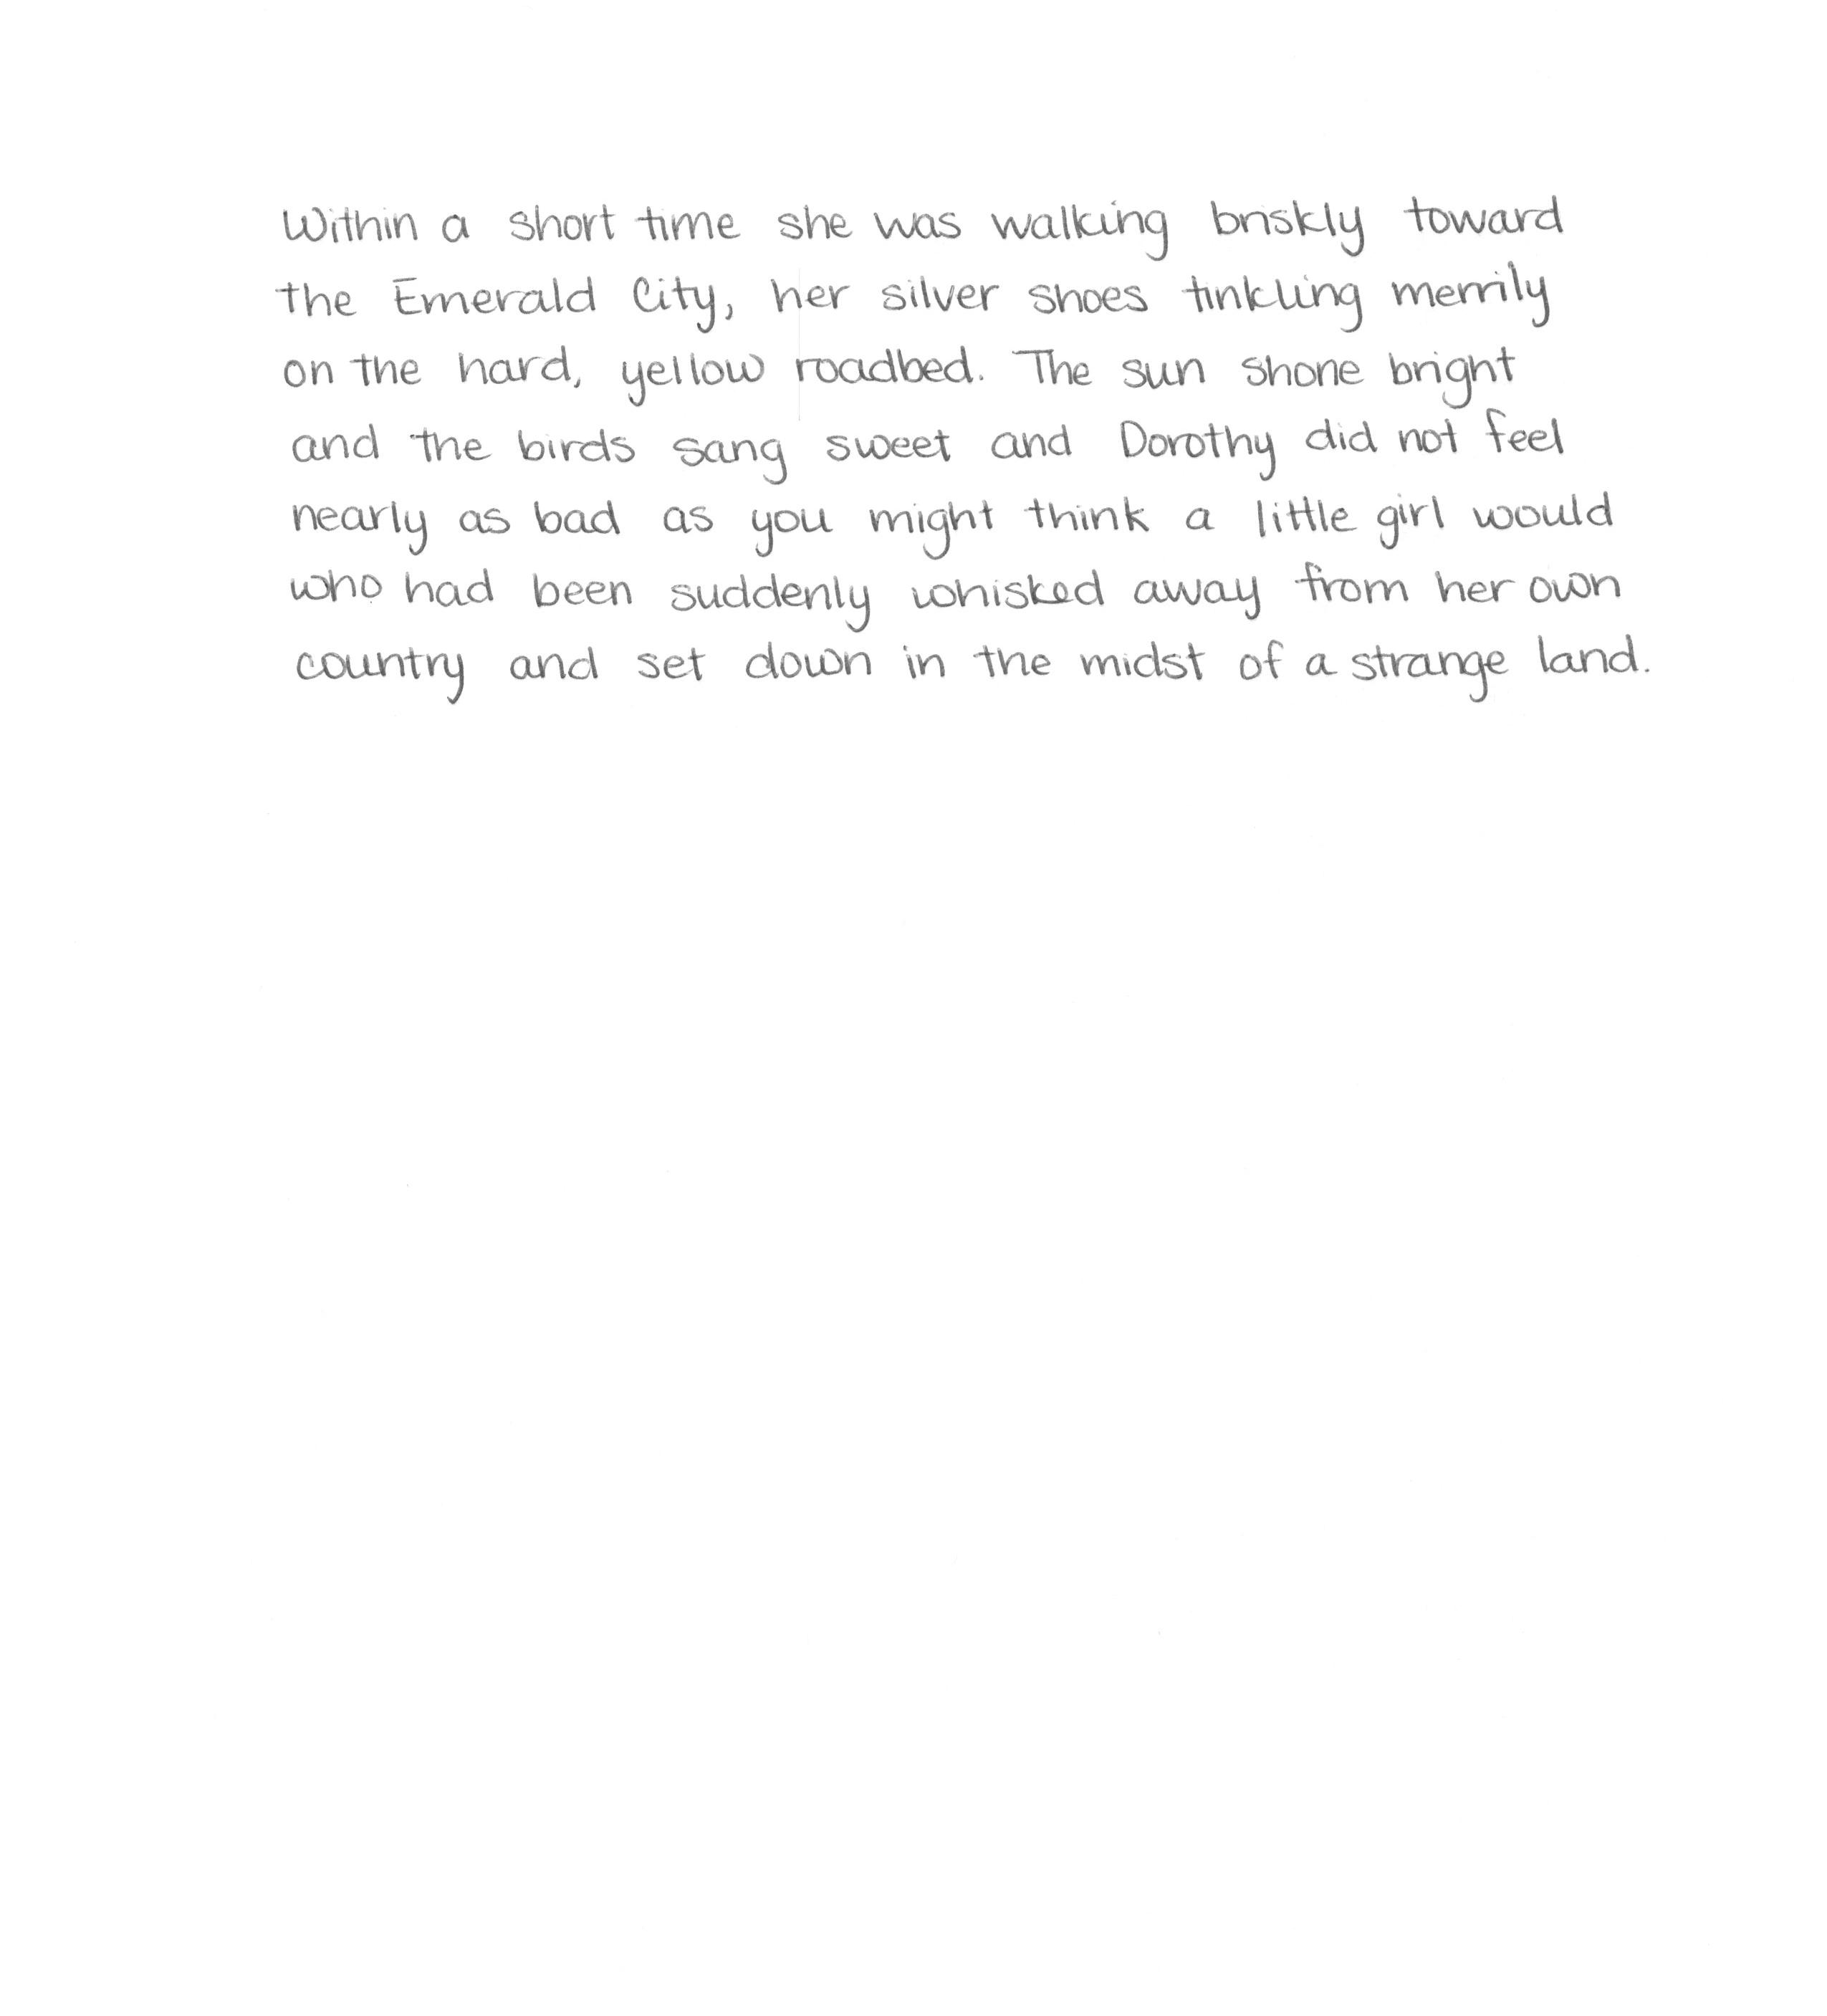 Within a short time she was walking briskly toward
the Emerald City, her silver shoes tinkling merrily
on the hard, yellow roadbed. The sun shone bright
and the birds sang sweet and Dorothy did not feel
nearly as bad as you might think a little girl would
who had been suddenly whisked away from her own
country and set down in the midst of a strange land.